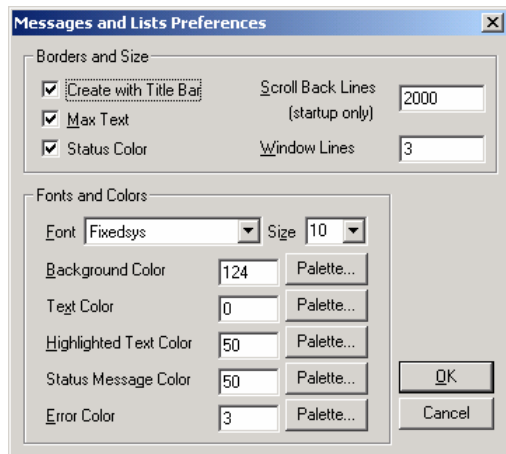 Messages and Lists Preferences
Borders and Size
Create with Title Bar
Max Text
Status Color
Scroll Back Lines
(startup only)
2000
Window Lines
3
Fonts and Colors
Font Fixedsys Size 10
Background Color 124 Palette...
Text Color 0 Palette...
Highlighted Text Color 50 Palette...
Status Message Color 50 Palette...
Error Color 3 Palette...
OK
Cancel